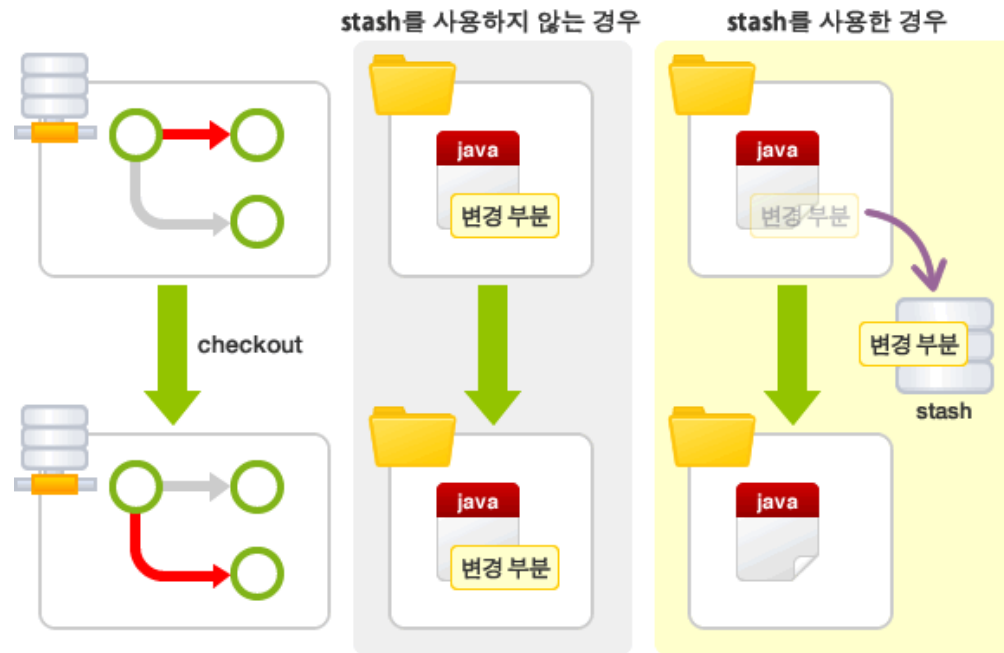 stash를 사용하지 않는 경우
stash를 사용한 경우
java
변경 부분
java
변경 부분
checkout
변경 부분
stash
java
변경 부분
java